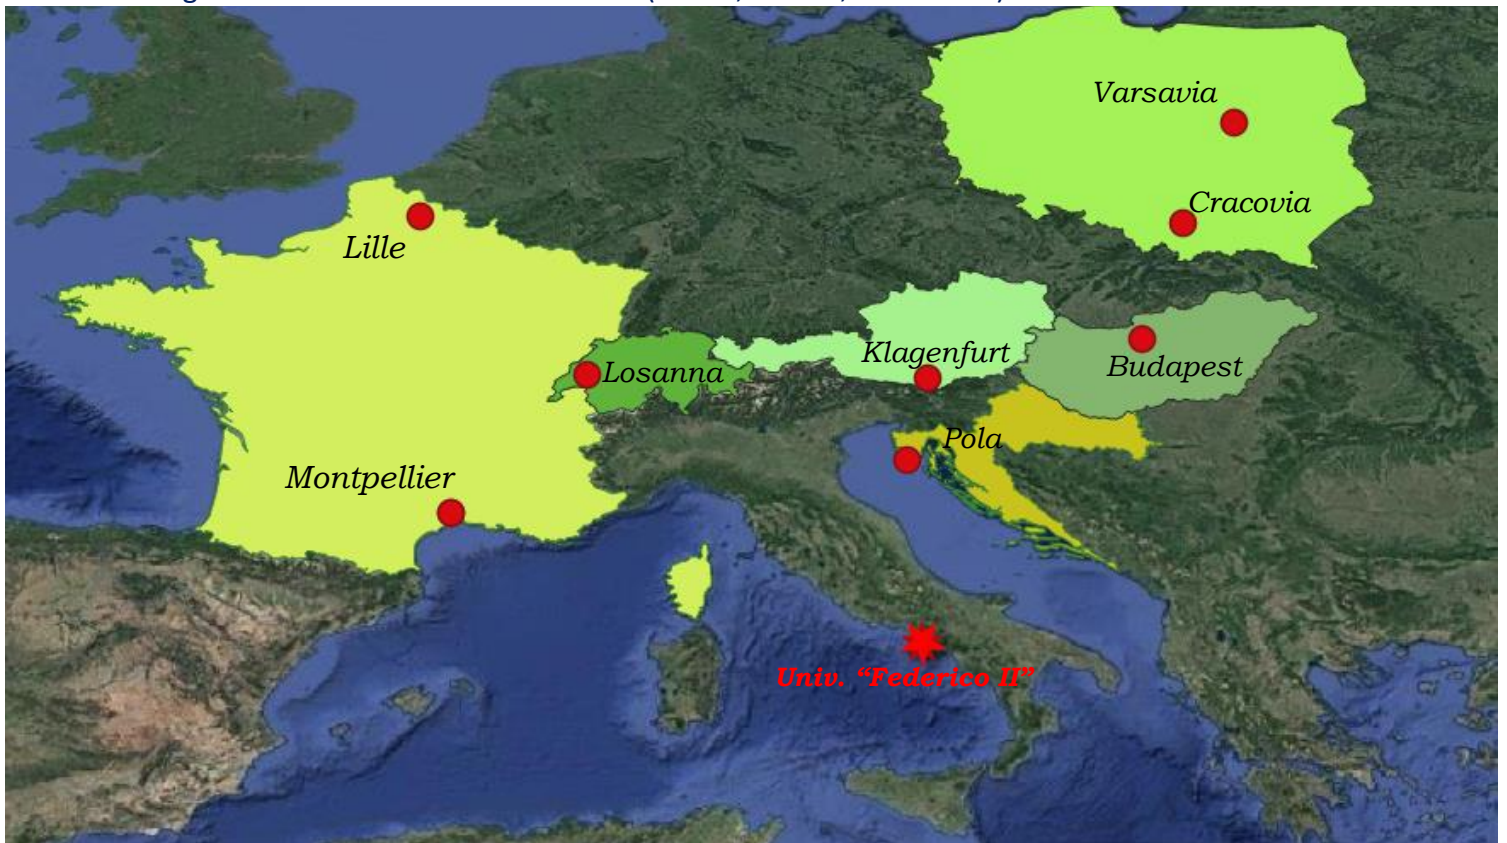 Varsavia
Cracovia
Lille
Klagenfurt
Losanna
Budapest
Pola
Montpellier
Univ. “Federico II”